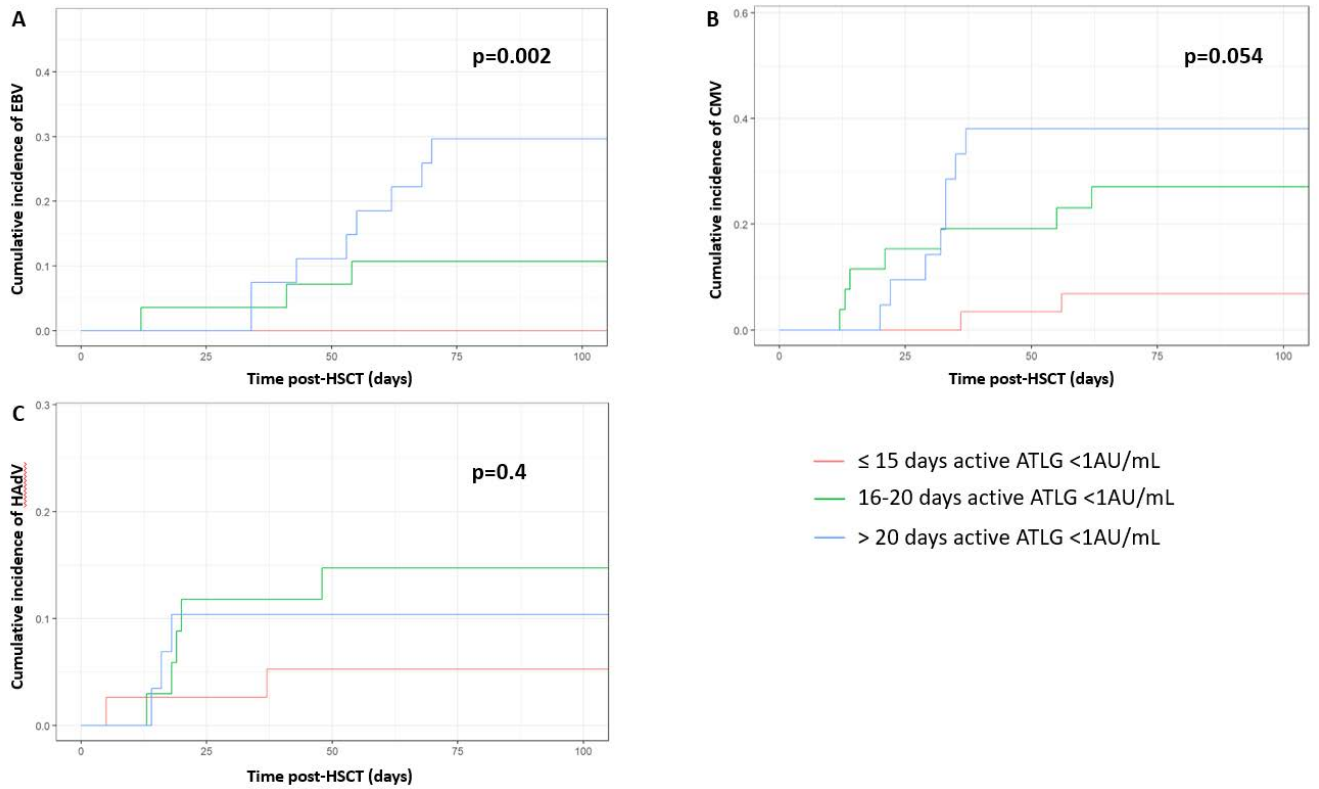 A
p=0.002
Cumulative incidence of EBV
0.4
0.3
0.2
0.1
0.0
0 25 50 75 100
Time post-HSCT (days)
B
p=0.054
Cumulative incidence of CMV
0.6
0.4
0.2
0.0
0 25 50 75 100
Time post-HSCT (days)
C
p=0.4
Cumulative incidence of HAdV
0.3
0.2
0.1
0.0
0 25 50 75 100
Time post-HSCT (days)
≤ 15 days active ATLG <1AU/mL
16-20 days active ATLG <1AU/mL
> 20 days active ATLG <1AU/mL